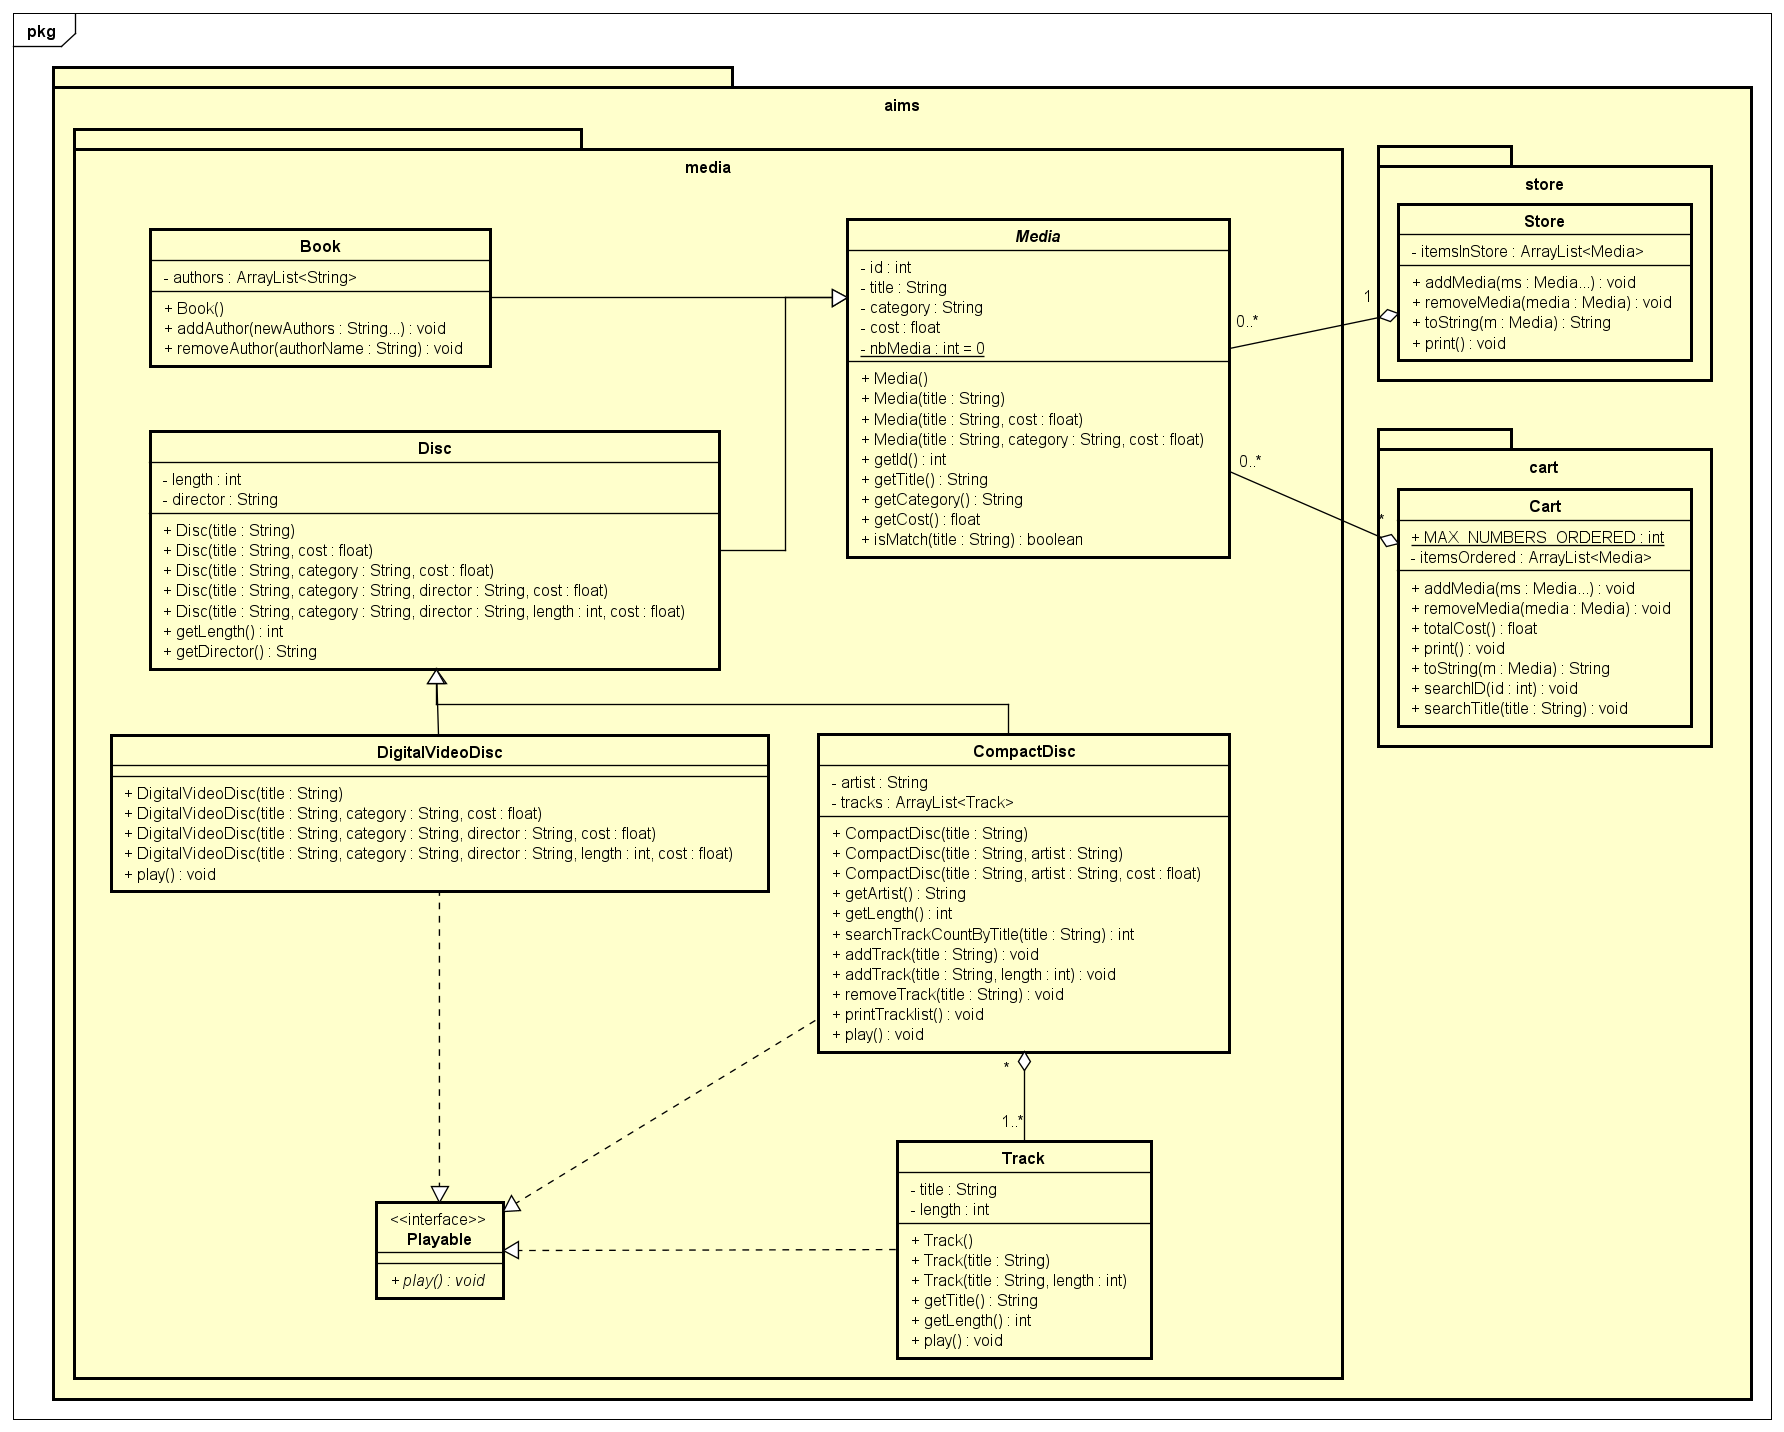 pkg
aims
media
Book
- authors : ArrayList<String>
+ Book()
+ addAuthor(newAuthors : String...) : void
+ removeAuthor(authorName : String) : void
Media
- id : int
- title : String
- category : String
- cost : float
- nbMedia : int = 0
+ Media()
+ Media(title : String)
+ Media(title : String, cost : float)
+ Media(title : String, category : String, cost : float)
+ getId() : int
+ getTitle() : String
+ getCategory() : String
+ getCost() : float
+ isMatch(title : String) : boolean
0..*
1
0..*
*
store
Store
- itemsInStore : ArrayList<Media>
+ addMedia(ms : Media...) : void
+ removeMedia(media : Media) : void
+ toString(m : Media) : String
+ print() : void
cart
Cart
+ MAX_NUMBERS_ORDERED : int
- itemsOrdered : ArrayList<Media>
+ addMedia(ms : Media...) : void
+ removeMedia(media : Media) : void
+ totalCost() : float
+ print() : void
+ toString(m : Media) : String
+ searchID(id : int) : void
+ searchTitle(title : String) : void
Disc
- length : int
- director : String
+ Disc(title : String)
+ Disc(title : String, cost : float)
+ Disc(title : String, category : String, cost : float)
+ Disc(title : String, category : String, director : String, cost : float)
+ Disc(title : String, category : String, director : String, length : int, cost : float)
+ getLength() : int
+ getDirector() : String
DigitalVideoDisc
+ DigitalVideoDisc(title : String)
+ DigitalVideoDisc(title : String, category : String, cost : float)
+ DigitalVideoDisc(title : String, category : String, director : String, cost : float)
+ DigitalVideoDisc(title : String, category : String, director : String, length : int, cost : float)
+ play() : void
CompactDisc
- artist : String
- tracks : ArrayList<Track>
+ CompactDisc(title : String)
+ CompactDisc(title : String, artist : String)
+ CompactDisc(title : String, artist : String, cost : float)
+ getArtist() : String
+ getLength() : int
+ searchTrackCountByTitle(title : String) : int
+ addTrack(title : String) : void
+ addTrack(title : String, length : int) : void
+ removeTrack(title : String) : void
+ printTracklist() : void
+ play() : void
*
1..*
Track
- title : String
- length : int
+ Track()
+ Track(title : String)
+ Track(title : String, length : int)
+ getTitle() : String
+ getLength() : int
+ play() : void
<<interface>>
Playable
+ play() : void